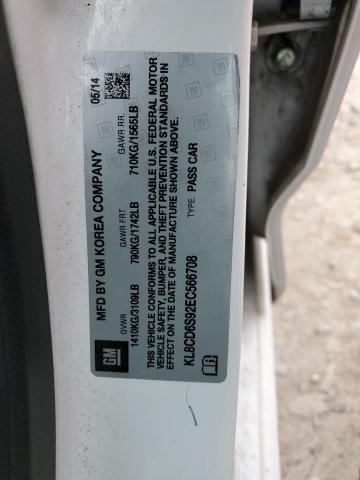 GM
MFD BY GM KOREA COMPANY 05/14
GVWR GAWR FRT. GAWR RR.
1410KG/3109LB 790KG/1742LB 710KG/1565LB
THIS VEHICLE CONFORMS TO ALL APPLICABLE U.S. FEDERAL MOTOR
VEHICLE SAFETY, BUMPER, AND THEFT PREVENTION STANDARDS IN
EFFECT ON THE DATE OF MANUFACTURE SHOWN ABOVE.
KL8CD6S92EC566708 TYPE: PASS CAR